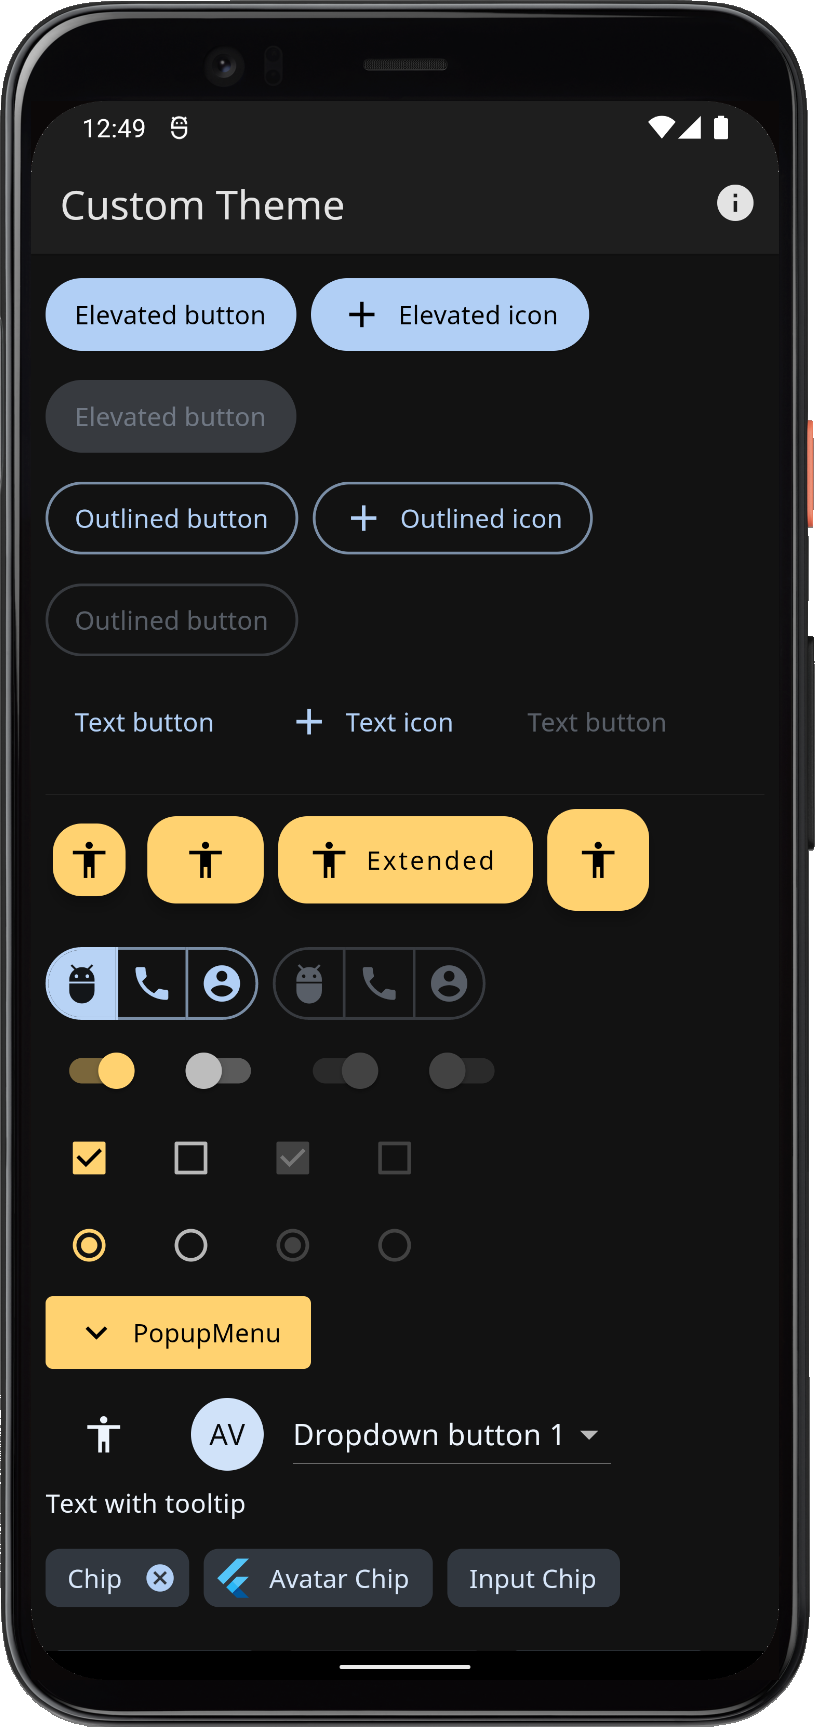 12:49
Custom Theme
Elevated button
Elevated icon
Elevated button
Outlined button
Outlined icon
Outlined button
Text button
Text icon
Text button
Extended
PopupMenu
AV
Dropdown button 1
Text with tooltip
Chip
Avatar Chip
Input Chip